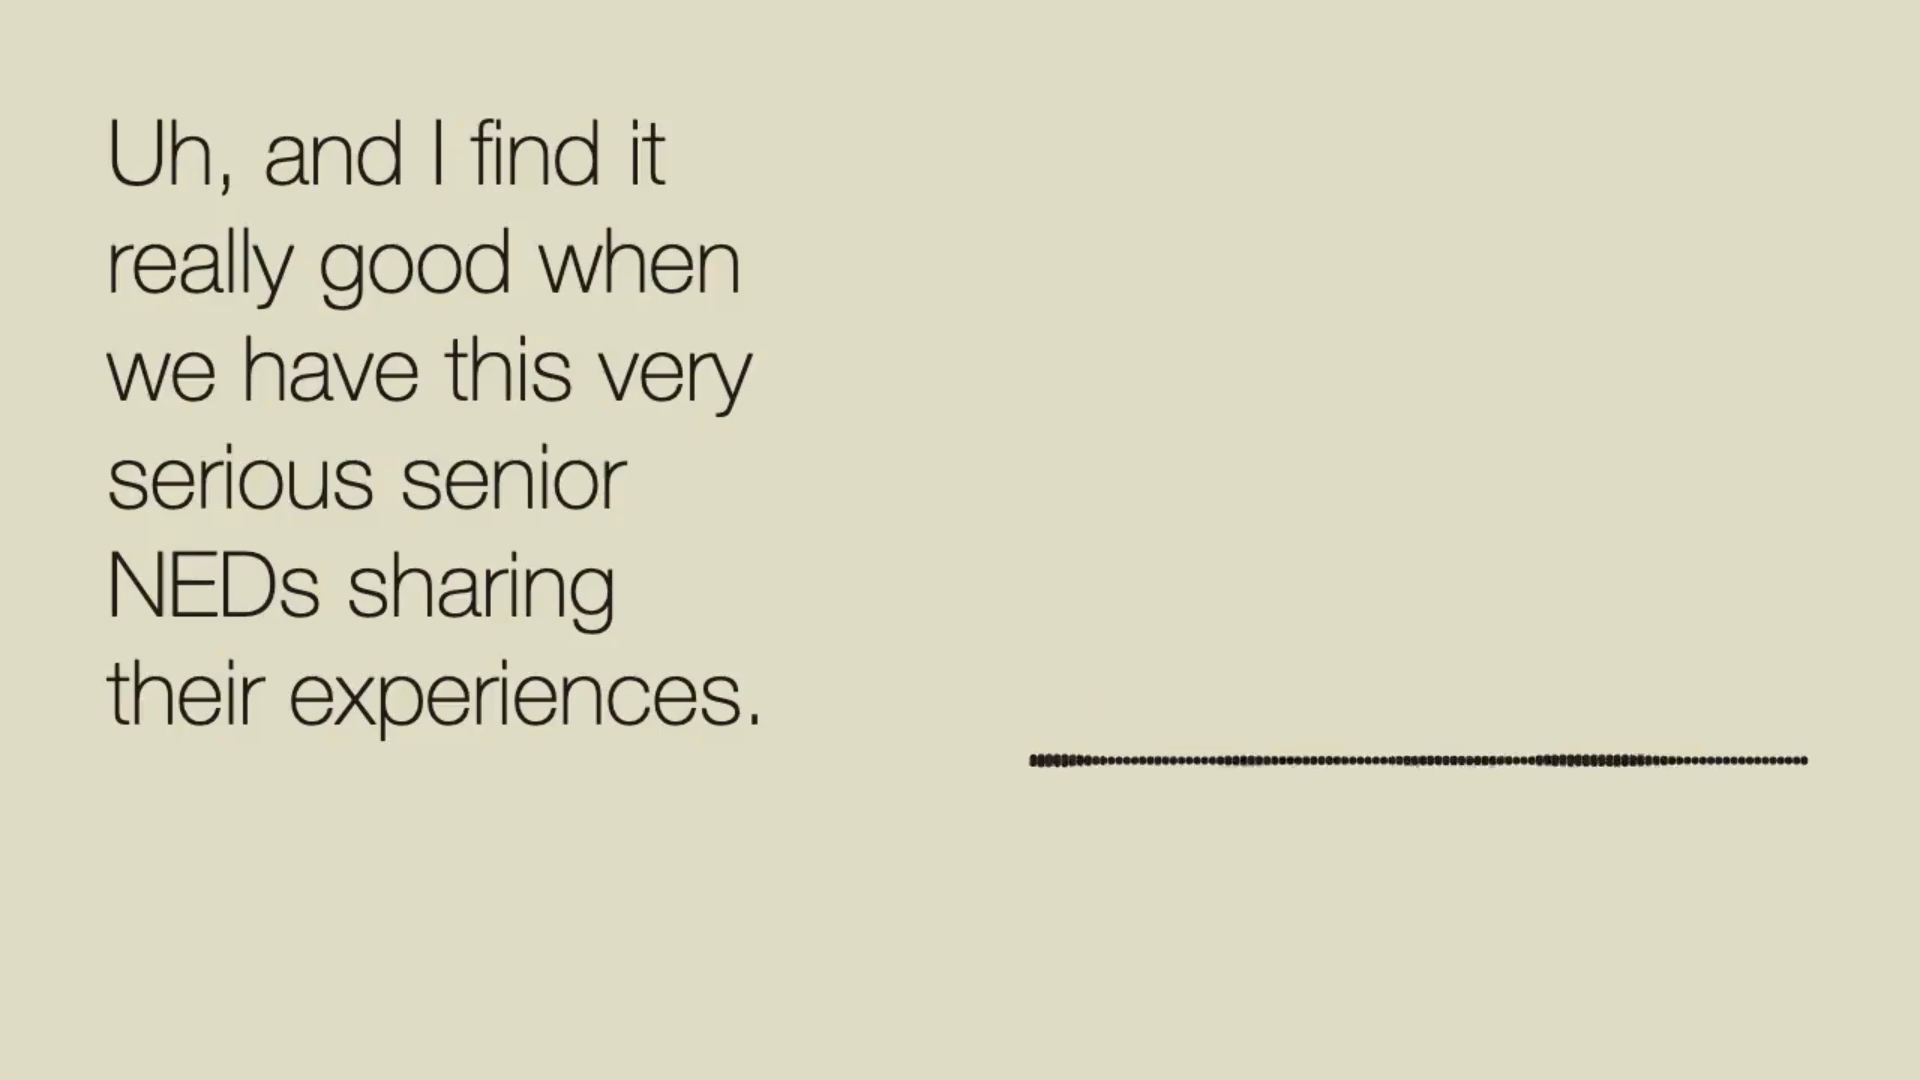 Uh, and I find it
really good when
we have this very
serious senior
NEDs sharing
their experiences.